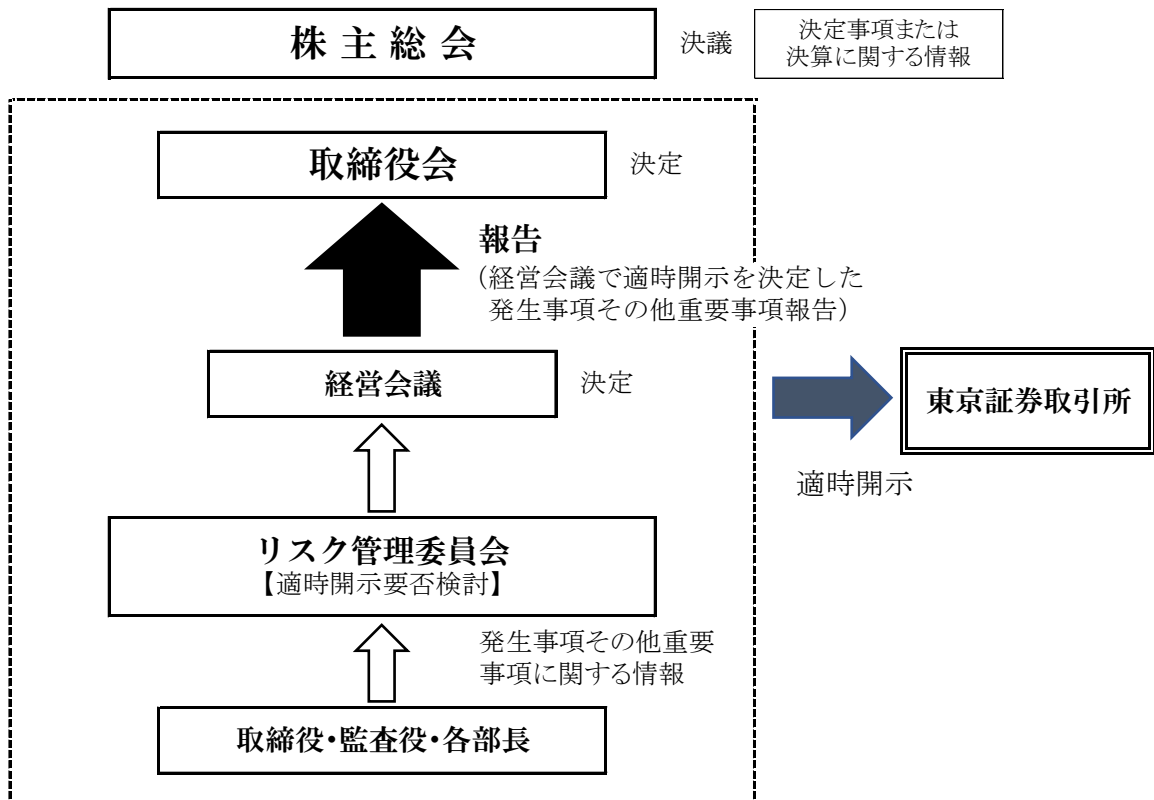 株主総会
決議
決定事項または
決算に関する情報
取締役会
決定
報告
(経営会議で適時開示を決定した
発生事項その他重要事項報告)
経営会議
決定
東京証券取引所
適時開示
リスク管理委員会
【適時開示要否検討】
発生事項その他重要
事項に関する情報
取締役・監査役・各部長